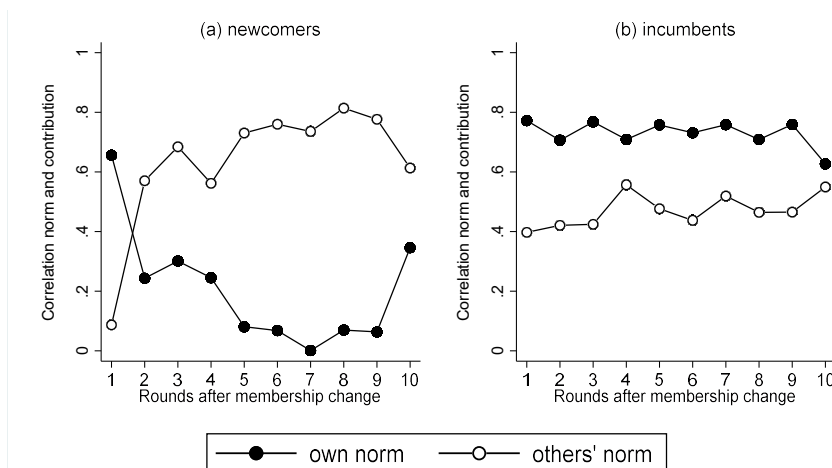 (a) newcomers
Correlation norm and contribution
1
.8
.6
.4
.2
0
1 2 3 4 5 6 7 8 9 10
Rounds after membership change
(b) incumbents
Correlation norm and contribution
1
.8
.6
.4
.2
0
1 2 3 4 5 6 7 8 9 10
Rounds after membership change
own norm others' norm